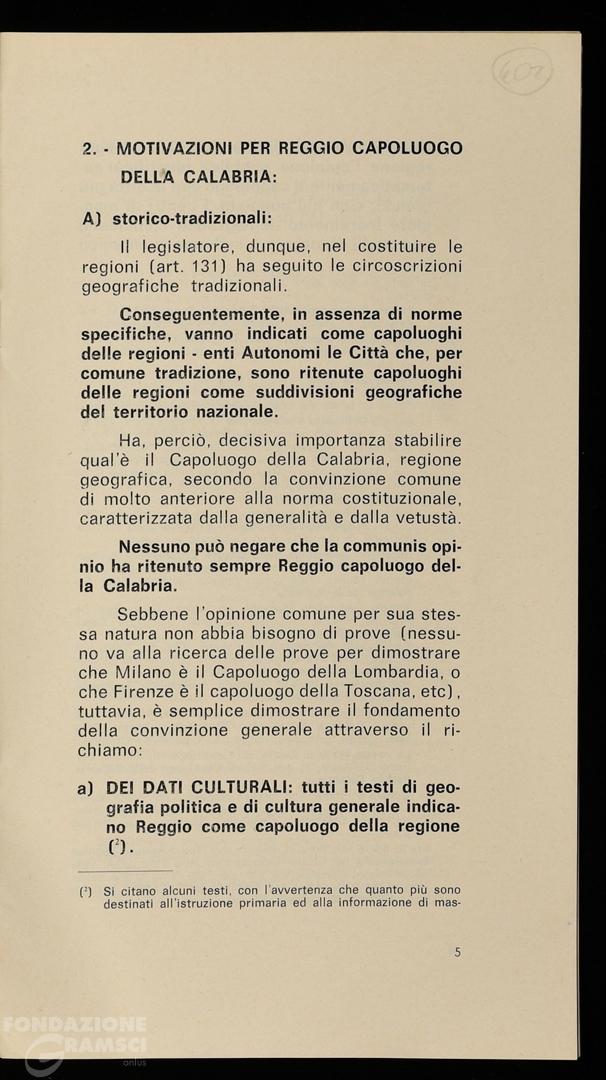 402
2. - MOTIVAZIONI PER REGGIO CAPOLUOGO
DELLA CALABRIA:
A) storico-tradizionali:
Il legislatore, dunque, nel costituire le
regioni (art. 131) ha seguito le circoscrizioni
geografiche tradizionali.
Conseguentemente, in assenza di norme
specifiche, vanno indicati come capoluoghi
delle regioni - enti Autonomi le Città che, per
comune tradizione, sono ritenute capoluoghi
delle regioni come suddivisioni geografiche
del territorio nazionale.
Ha, perciò, decisiva importanza stabilire
qual'è il Capoluogo della Calabria, regione
geografica, secondo la convinzione comune
di molto anteriore alla norma costituzionale,
caratterizzata dalla generalità e dalla vetustà.
Nessuno può negare che la communis opi-
nio ha ritenuto sempre Reggio capoluogo del-
la Calabria.
Sebbene l'opinione comune per sua stes-
sa natura non abbia bisogno di prove (nessu-
no va alla ricerca delle prove per dimostrare
che Milano è il Capoluogo della Lombardia, o
che Firenze è il capoluogo della Toscana, etc),
tuttavia, è semplice dimostrare il fondamento
della convinzione generale attraverso il ri-
chiamo:
a) DEI DATI CULTURALI: tutti i testi di geo-
grafia politica e di cultura generale indica-
no Reggio come capoluogo della regione
(²).
(²) Si citano alcuni testi, con l'avvertenza che quanto più sono
destinati all'istruzione primaria ed alla informazione di mas-
5
FONDAZIONE
GRAMSCI
onlus